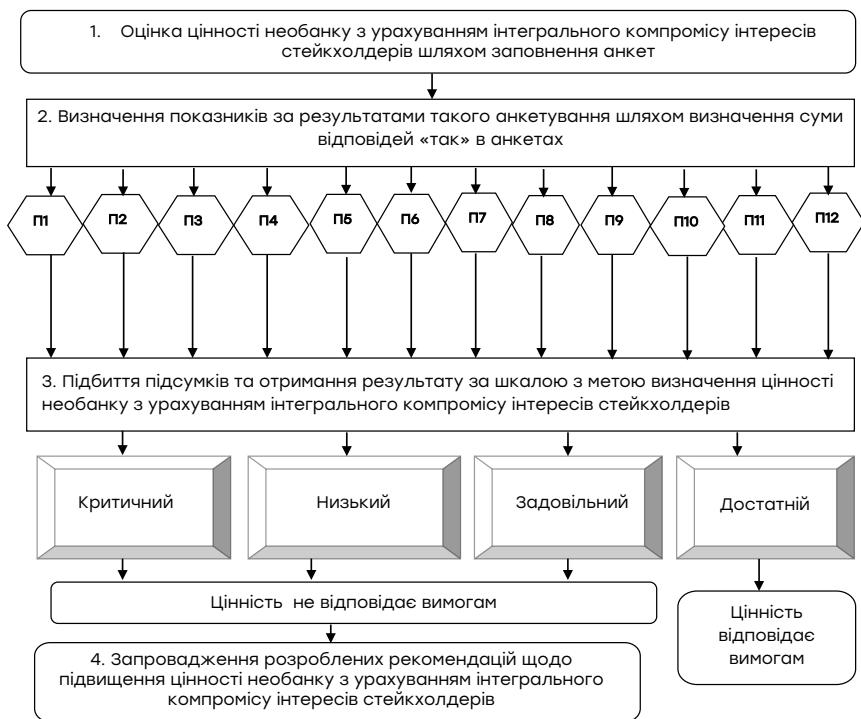 1. Оцінка цінності необанку з урахуванням інтегрального компромісу інтересів
стейкхолдерів шляхом заповнення анкет
2. Визначення показників за результатами такого анкетування шляхом визначення суми
відповідей «так» в анкетах
П1 П2 П3 П4 П5 П6 П7 П8 П9 П10 П11 П12
3. Підбиття підсумків та отримання результату за шкалою з метою визначення цінності
необанку з урахуванням інтегрального компромісу інтересів стейкхолдерів
Критичний Низький Задовільний Достатній
Цінність не відповідає вимогам
Цінність
відповідає
вимогам
4. Запровадження розроблених рекомендацій щодо
підвищення цінності необанку з урахуванням інтегрального
компромісу інтересів стейкхолдерів